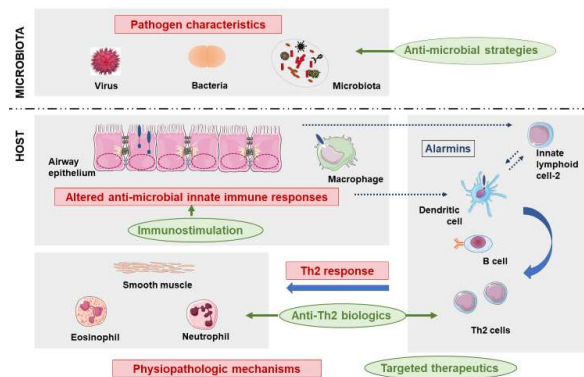 MICROBIOTA
Pathogen characteristics
Anti-microbial strategies
Virus
Bacteria
Microbiota
HOST
Airway
epithelium
Macrophage
Alarmins
Innate
lymphoid
cell-2
Altered anti-microbial innate immune responses
Dendritic
cell
Immunostimulation
B cell
Smooth muscle
Th2 response
Eosinophil
Neutrophil
Anti-Th2 biologics
Th2 cells
Physiopathologic mechanisms
Targeted therapeutics